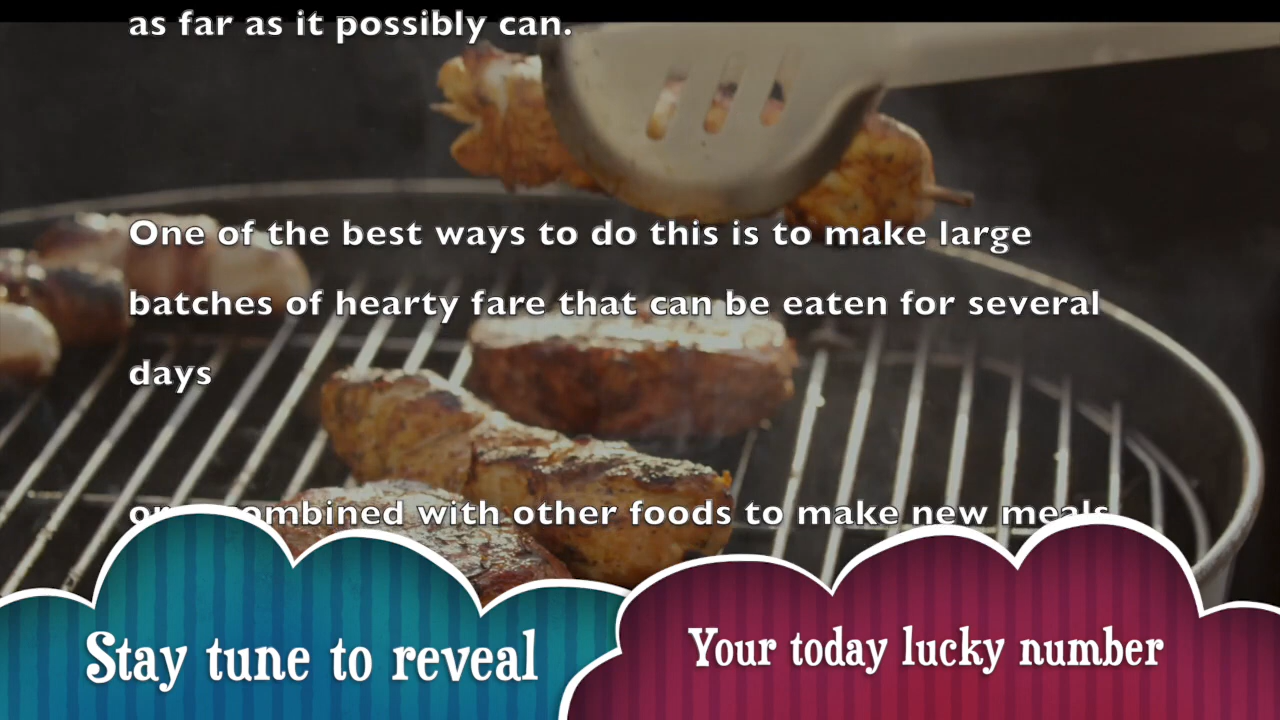 as far as it possibly can.
One of the best ways to do this is to make large
batches of hearty fare that can be eaten for several
days
or combined with other foods to make new meals
Stay tune to reveal
Your today lucky number